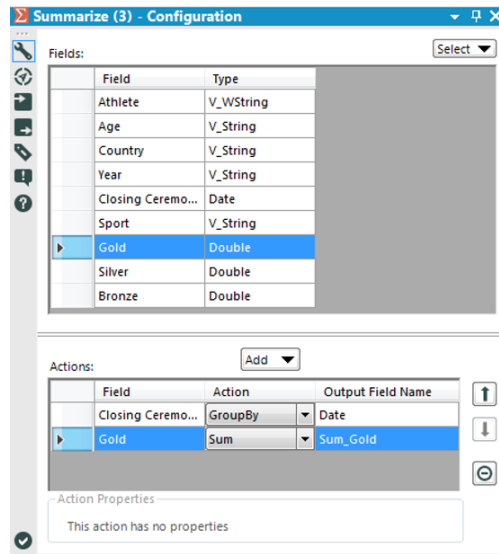 Summarize (3) - Configuration
Fields:
Select
Field Type
Athlete V_WString
Age V_String
Country V_String
Year V_String
Closing Ceremo... Date
Sport V_String
Gold Double
Silver Double
Bronze Double
Actions:
Add
Field Action Output Field Name
Closing Ceremo... GroupBy Date
Gold Sum Sum_Gold
Action Properties
This action has no properties